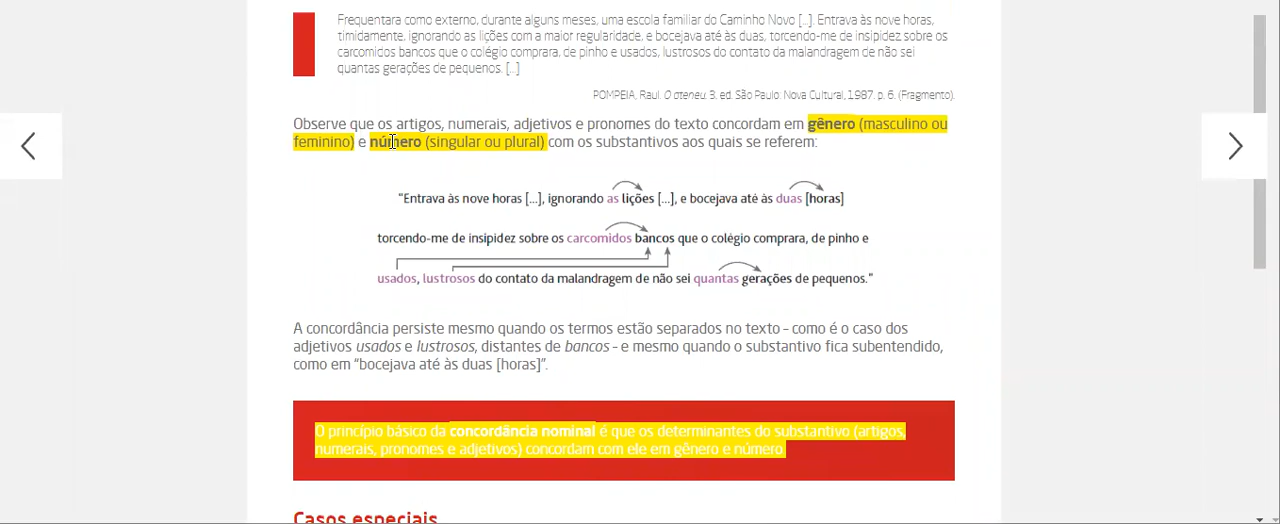 Frequentara como externo, durante alguns meses, uma escola familiar do Caminho Novo [...]. Entrava às nove horas,
timidamente, ignorando as lições com a maior regularidade, e bocejava até às duas, torcendo-me de insipidez sobre os
carcomidos bancos que o colégio comprara, de pinho e usados, lustrosos do contato da malandragem de não sei
quantas gerações de pequenos. [...]
POMPEIA, Raul. O ateneu. 3. ed. São Paulo: Nova Cultural, 1987. p. 6. (Fragmento).
Observe que os artigos, numerais, adjetivos e pronomes do texto concordam em gênero (masculino ou
feminino) e número (singular ou plural) com os substantivos aos quais se referem:
"Entrava às nove horas [...], ignorando as lições [...], e bocejava até às duas [horas]
torcendo-me de insipidez sobre os carcomidos bancos que o colégio comprara, de pinho e
usados, lustrosos do contato da malandragem de não sei quantas gerações de pequenos."
A concordância persiste mesmo quando os termos estão separados no texto – como é o caso dos
adjetivos usados e lustrosos, distantes de bancos – e mesmo quando o substantivo fica subentendido,
como em "bocejava até às duas [horas]".
O princípio básico da concordância nominal é que os determinantes do substantivo (artigos,
numerais, pronomes e adjetivos) concordam com ele em gênero e número.
Casos especiais